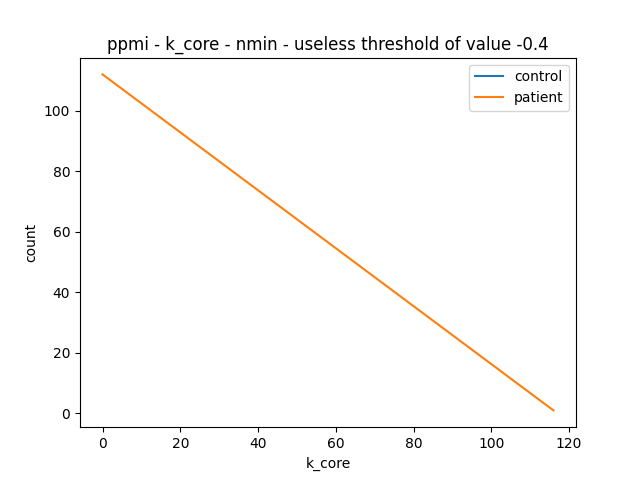 ppmi - k_core - nmin - useless threshold of value -0.4
control
patient
count
100
80
60
40
20
0
0 20 40 60 80 100 120
k_core